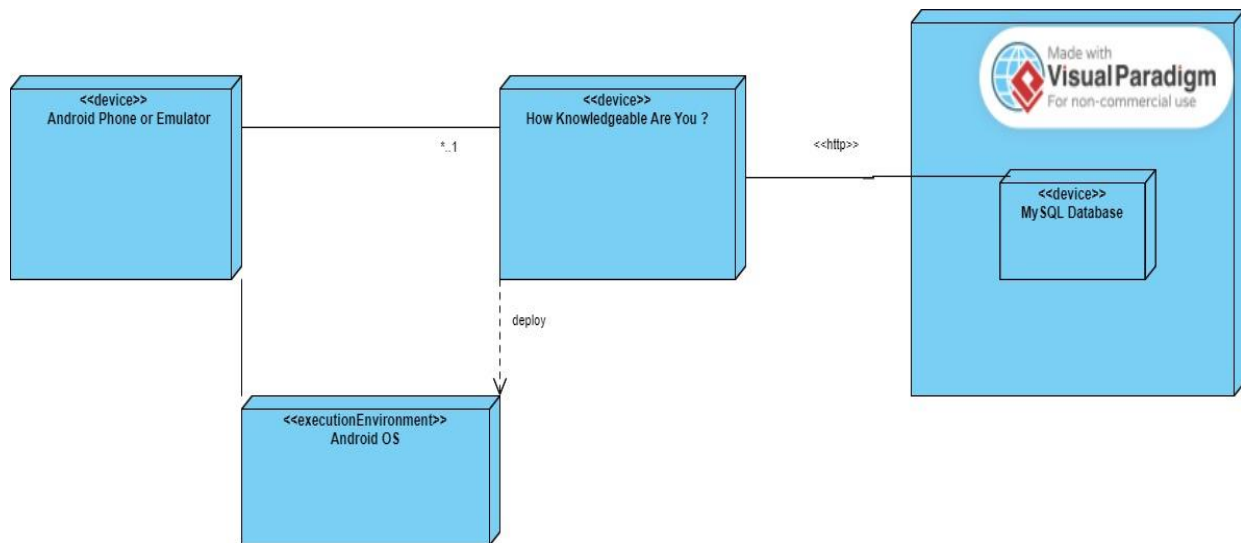 <<device>>
Android Phone or Emulator
*..1
<<device>>
How Knowledgeable Are You ?
<<http>>
Made with
Visual Paradigm
For non-commercial use
<<device>>
MySQL Database
deploy
<<executionEnvironment>>
Android OS